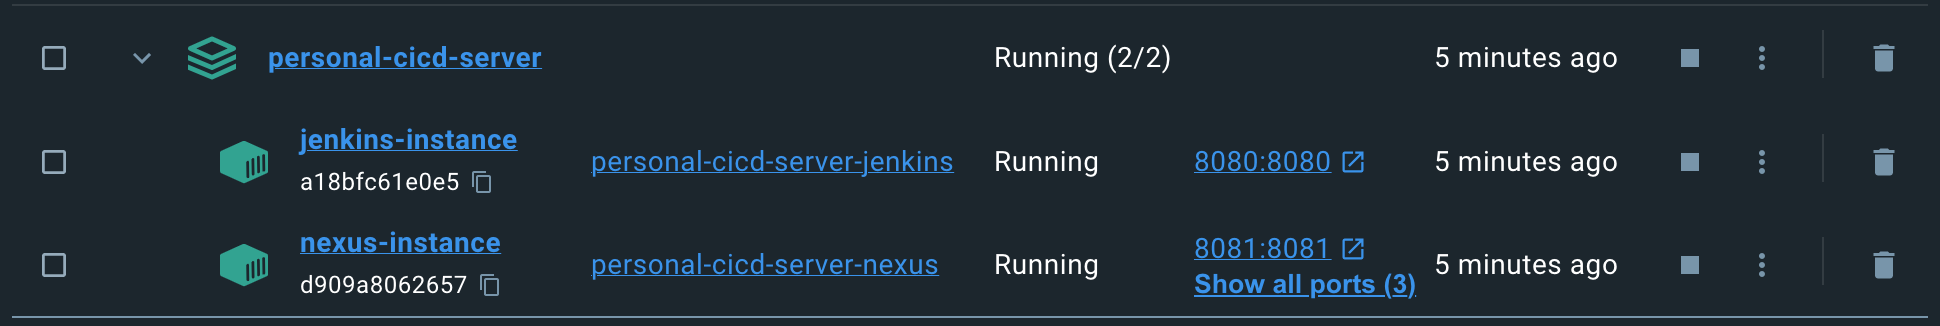 personal-cicd-server Running (2/2) 5 minutes ago
jenkins-instance
a18bfc61e0e5 personal-cicd-server-jenkins Running 8080:8080 5 minutes ago
nexus-instance
d909a8062657 personal-cicd-server-nexus Running 8081:8081 5 minutes ago
Show all ports (3)